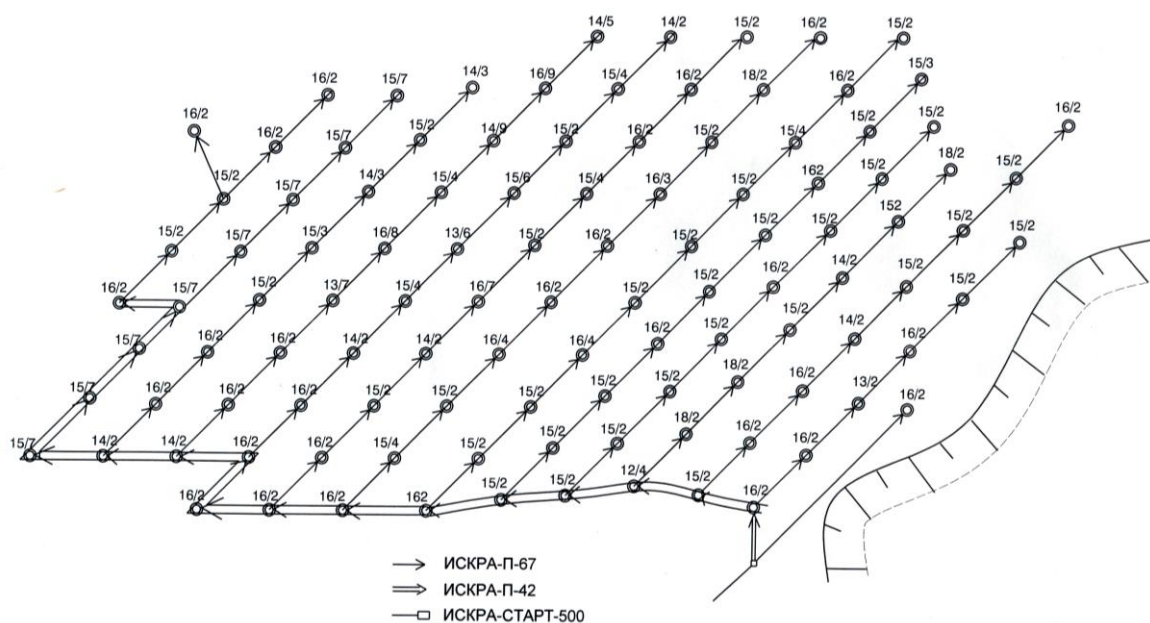 14/5 14/2 15/2 16/2 15/2
16/2 15/7 14/3 16/9 15/4 16/2 18/2 16/2 15/3
16/2 16/2 15/7 15/2 14/9 15/2 16/2 15/2 15/4 15/2 15/2 16/2
15/2 15/7 14/3 15/4 15/6 15/4 16/3 15/2 162 15/2 18/2 15/2
15/2 15/7 15/3 16/8 13/6 15/2 16/2 15/2 15/2 15/2 152 15/2 15/2
16/2 15/7 15/2 13/7 15/4 16/7 16/2 15/2 15/2 16/2 14/2 15/2 15/2
15/7 16/2 16/2 14/2 14/2 16/4 16/4 16/2 15/2 15/2 14/2 16/2
15/7 16/2 16/2 16/2 15/2 15/2 15/2 15/2 15/2 18/2 16/2 13/2 16/2
15/7 14/2 14/2 16/2 16/2 15/4 15/2 15/2 15/2 18/2 16/2 16/2
16/2 16/2 16/2 162 15/2 15/2 12/4 15/2 16/2
ИСКРА-П-67
ИСКРА-П-42
ИСКРА-СТАРТ-500